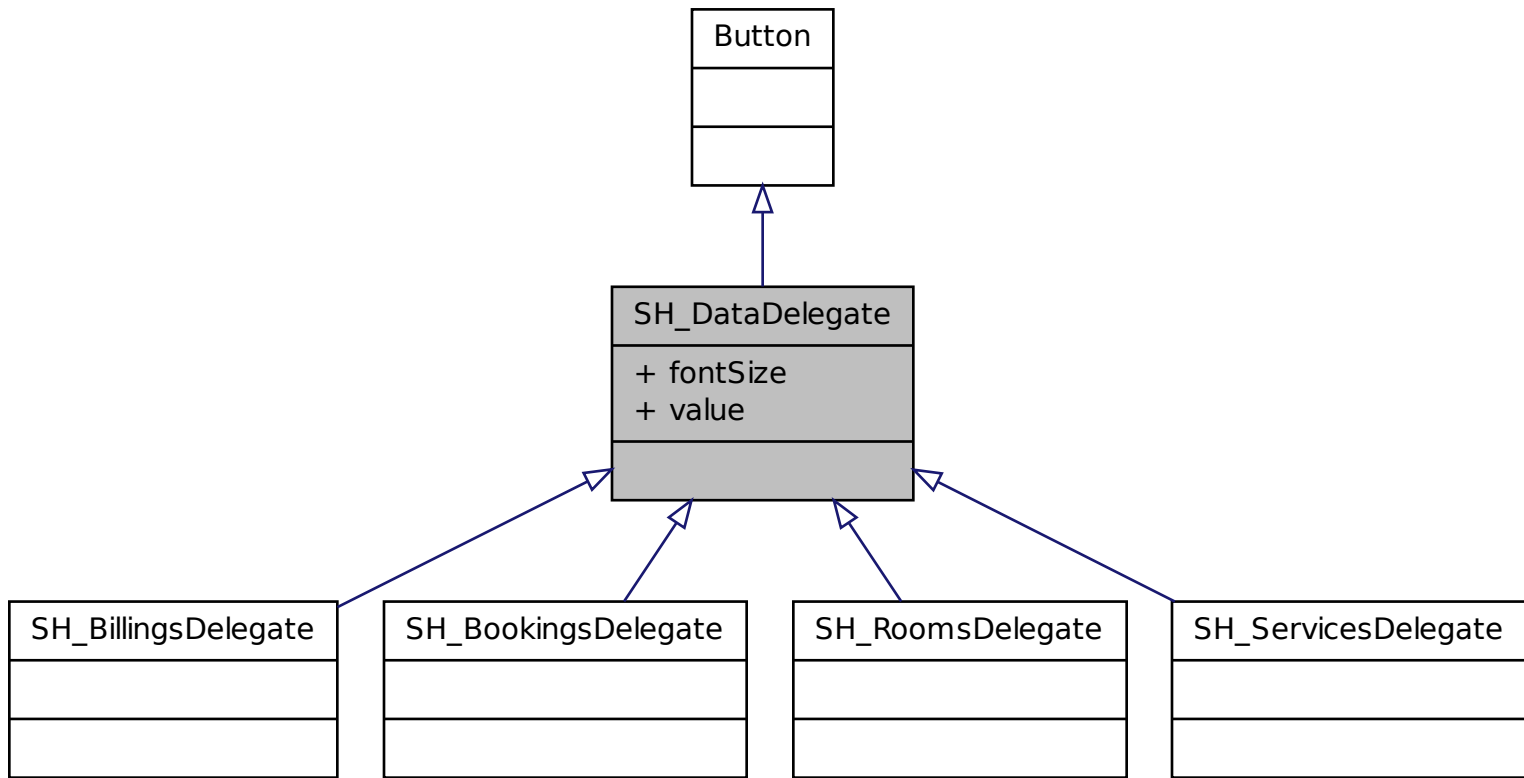 Button
SH_DataDelegate
+ fontSize
+ value
SH_BillingsDelegate
SH_BookingsDelegate
SH_RoomsDelegate
SH_ServicesDelegate